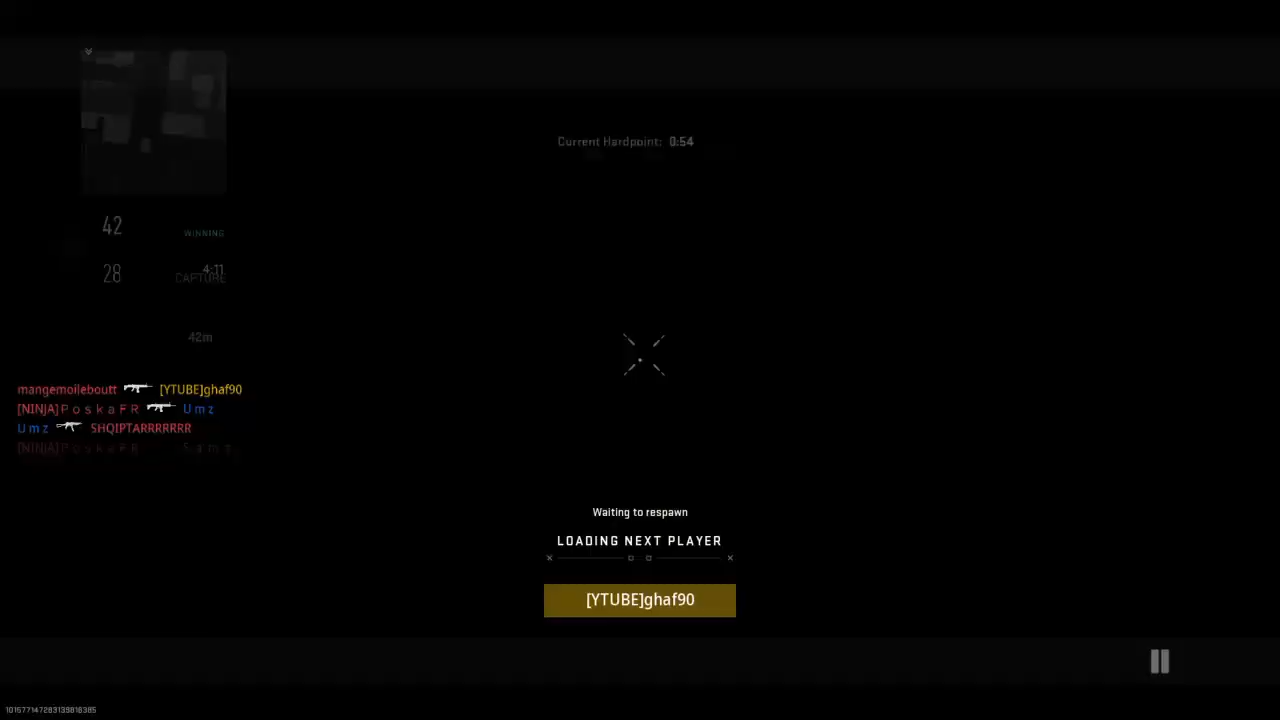 Current Hardpoint: 0:54
42 WINNING
28 4:11
CAPTURE
42m
mangemoileboutt [YTUBE]ghaf90
[NINJA]P o s k a F R U m z
U m z SHQIPTARRRRRRR
[NINJA]P o s k a F R S a m z
Waiting to respawn
LOADING NEXT PLAYER
[YTUBE]ghaf90